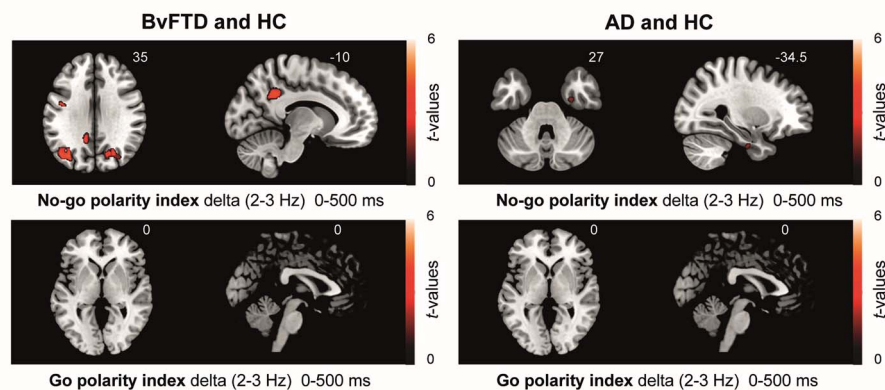 BvFTD and HC
35
-10
6
t-values
0
No-go polarity index delta (2-3 Hz) 0-500 ms
0
0
6
t-values
0
Go polarity index delta (2-3 Hz) 0-500 ms
AD and HC
27
-34.5
6
t-values
0
No-go polarity index delta (2-3 Hz) 0-500 ms
0
0
6
t-values
0
Go polarity index delta (2-3 Hz) 0-500 ms